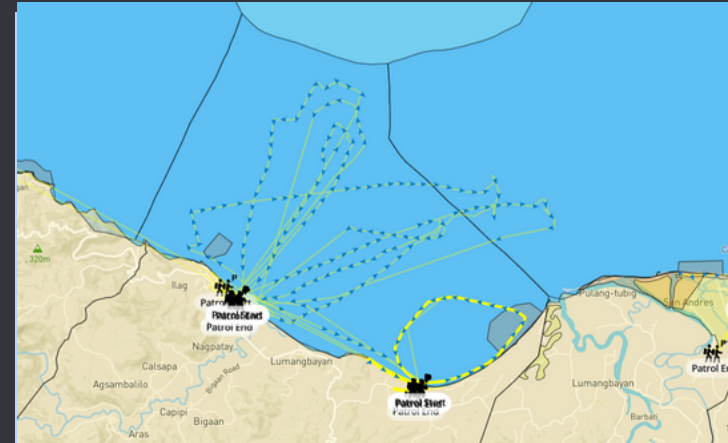 320m
Ilag
Patrol Start
Patrol End
Nagpatay
Calsapa
Agsambalilo
Bigaan Road
Lumangbayan
Capipi
Bigaan
Aras
Patrol Start
Patrol End
Pulang-tubig
San Andres
P
Patrol E
Lumangbayan
Barbati